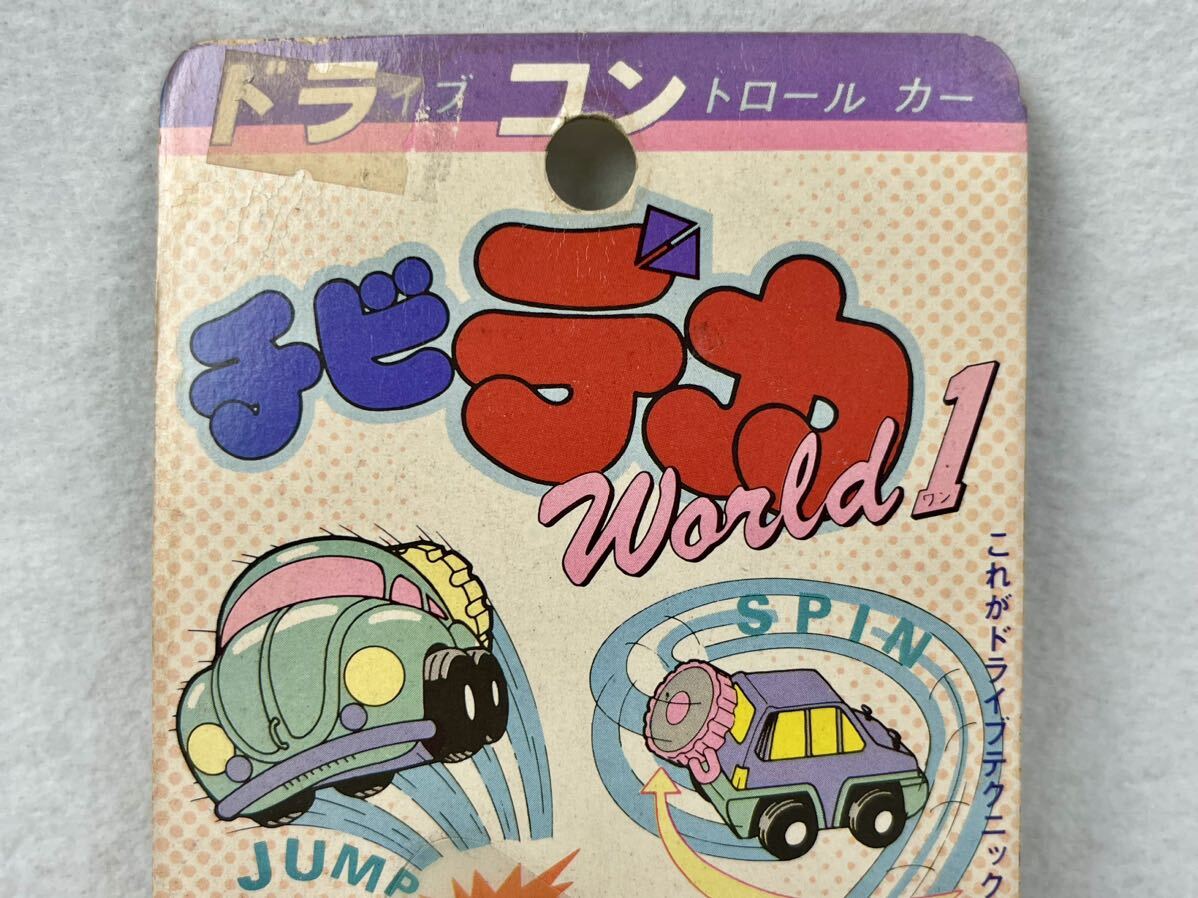 ドライブ コントロール カー
チビデカ
World 1
ワン
SPIN
これがドライブテクニック
JUMP